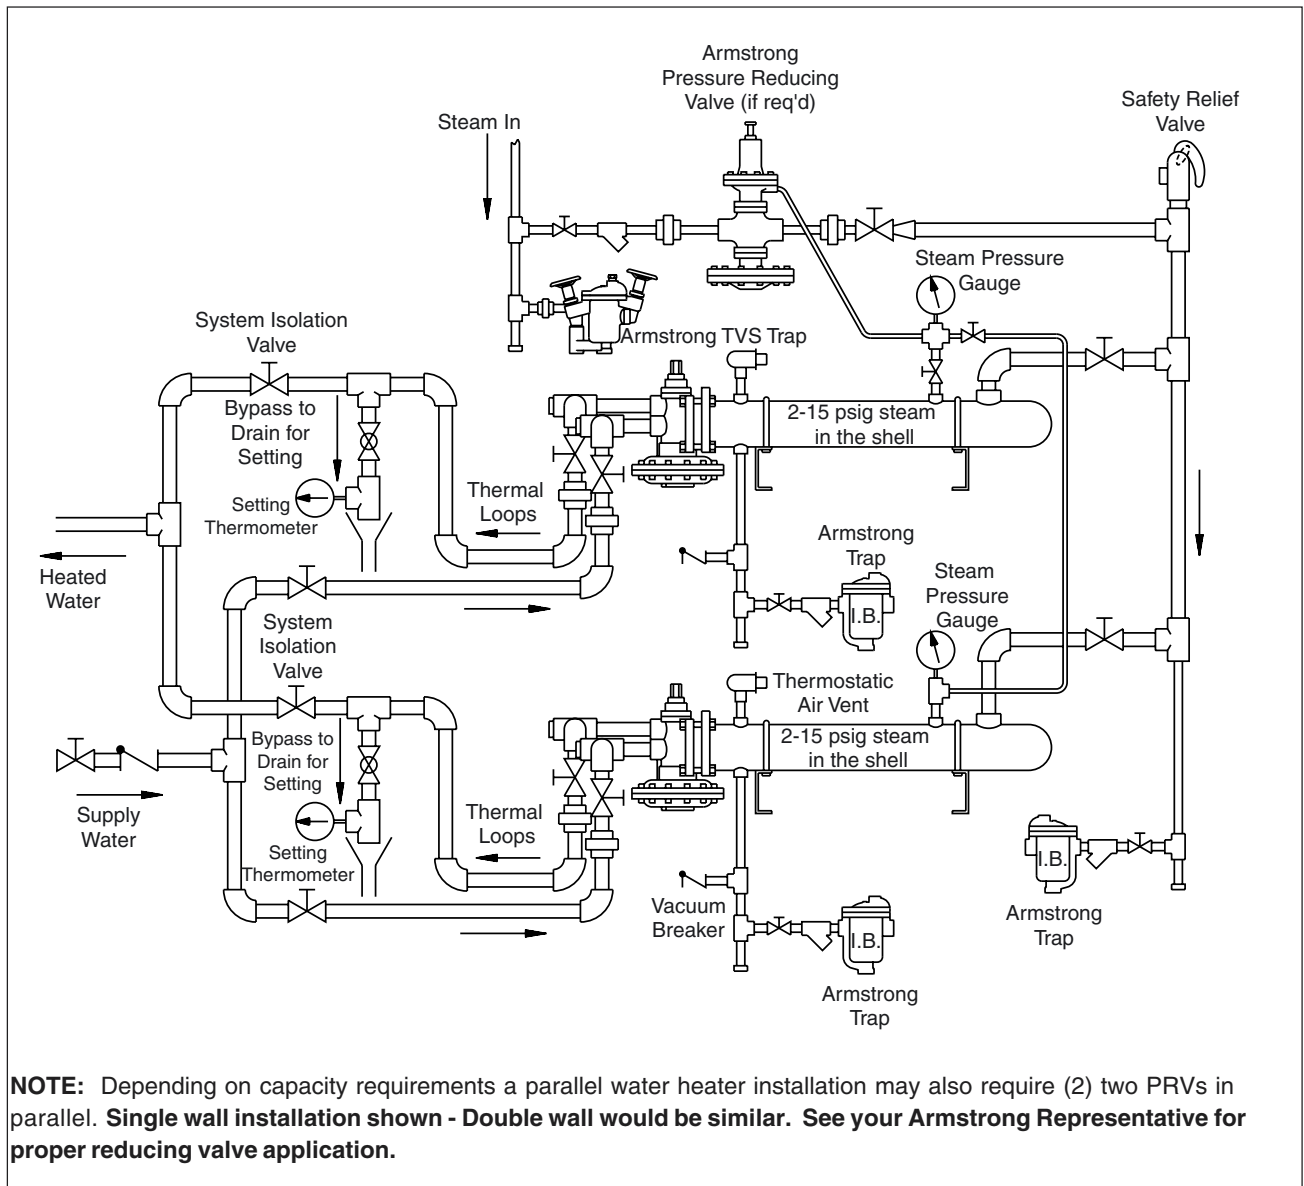 Armstrong
Pressure Reducing
Valve (if req'd)
Safety Relief
Valve
Steam In
Steam Pressure
Gauge
System Isolation
Valve
Armstrong TVS Trap
Bypass to
Drain for
Setting
2-15 psig steam
in the shell
Setting
Thermometer
Thermal
Loops
Armstrong
Trap
I.B.
Heated
Water
Steam
Pressure
Gauge
System
Isolation
Valve
Thermostatic
Air Vent
Bypass to
Drain for
Setting
2-15 psig steam
in the shell
Supply
Water
Thermal
Loops
Setting
Thermometer
I.B.
Armstrong
Trap
Vacuum
Breaker
I.B.
Armstrong
Trap
NOTE: Depending on capacity requirements a parallel water heater installation may also require (2) two PRVs in
parallel. Single wall installation shown - Double wall would be similar. See your Armstrong Representative for
proper reducing valve application.